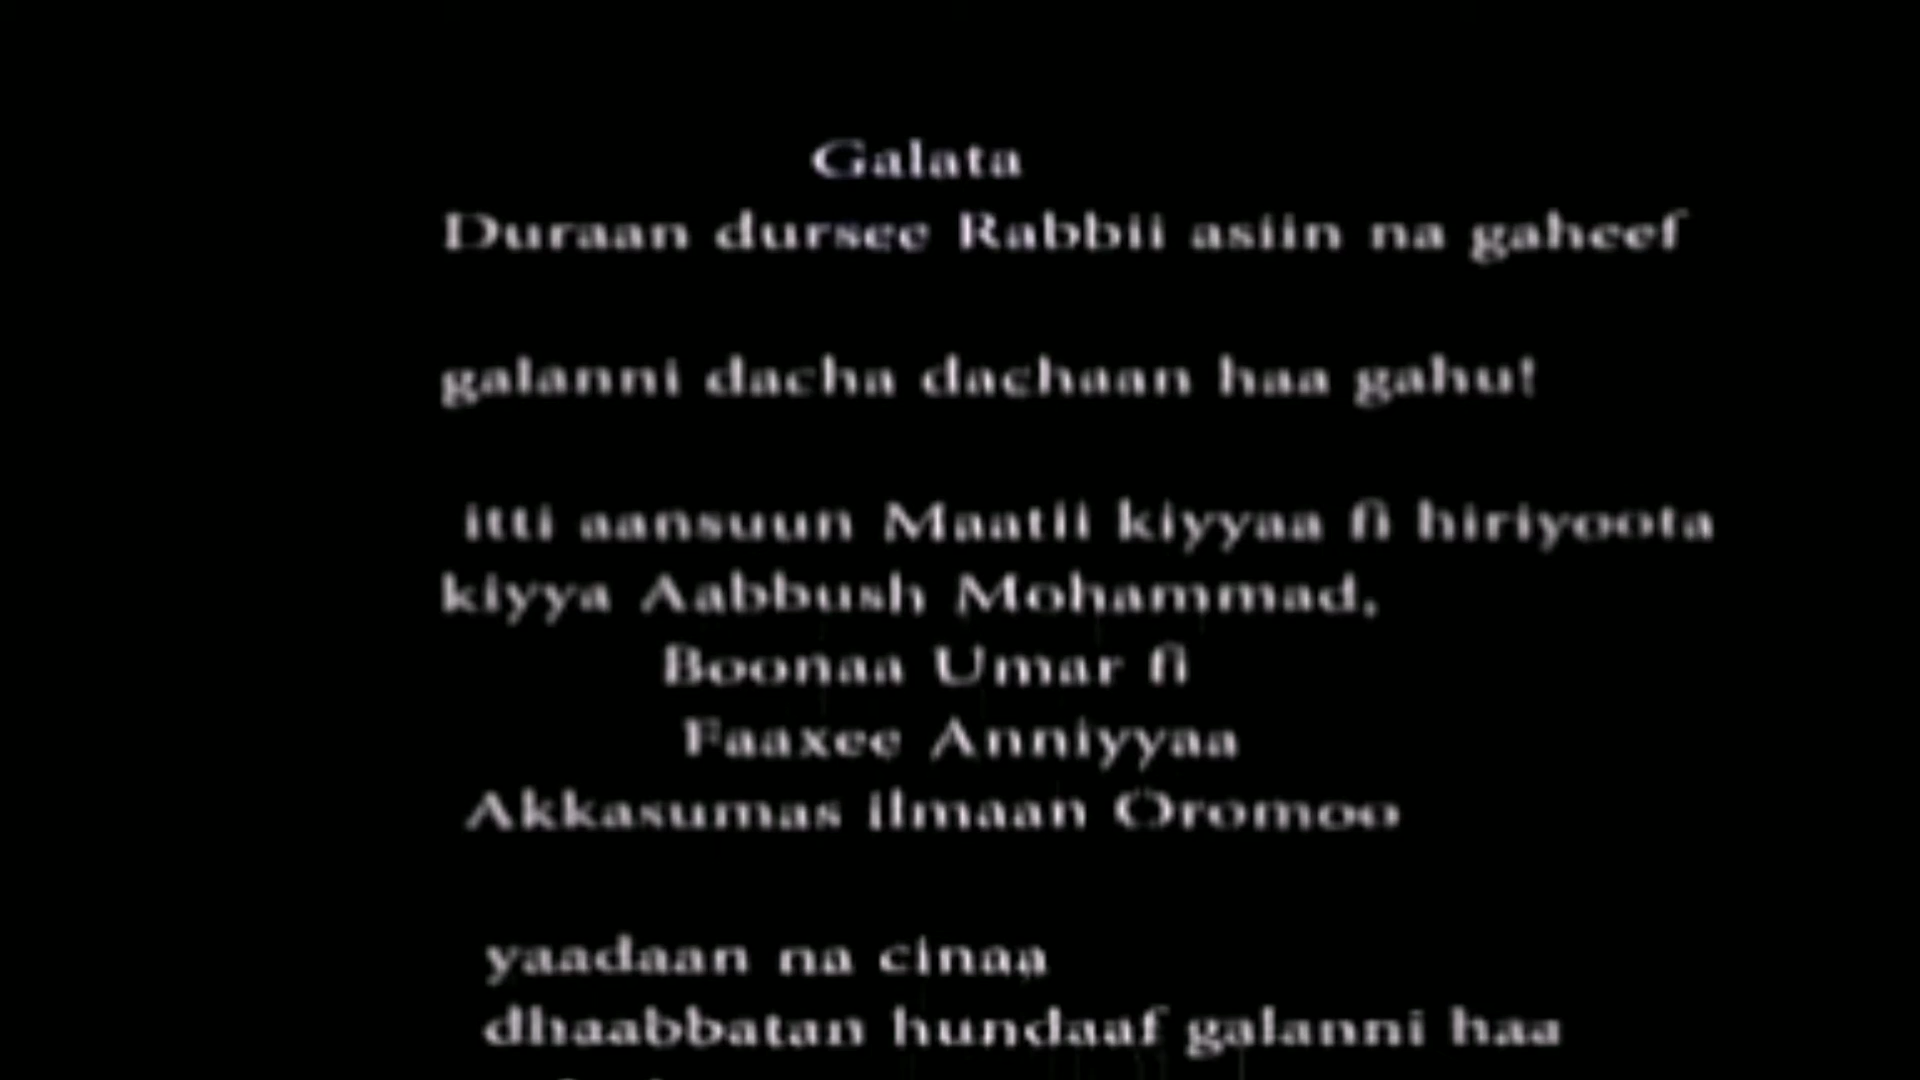 Galata
Duraan dursee Rabbii asiin na gaheef
galanni dacha dachaan haa gahu!
itti aansuun Maatii kiyyaa fi hiriyoota
kiyya Aabbush Mohammad,
Boonaa Umar fi
Faaxee Anniyyaa
Akkasumas ilmaan Oromoo
yaadaan na cinaa
dhaabbatan hundaaf galanni haa